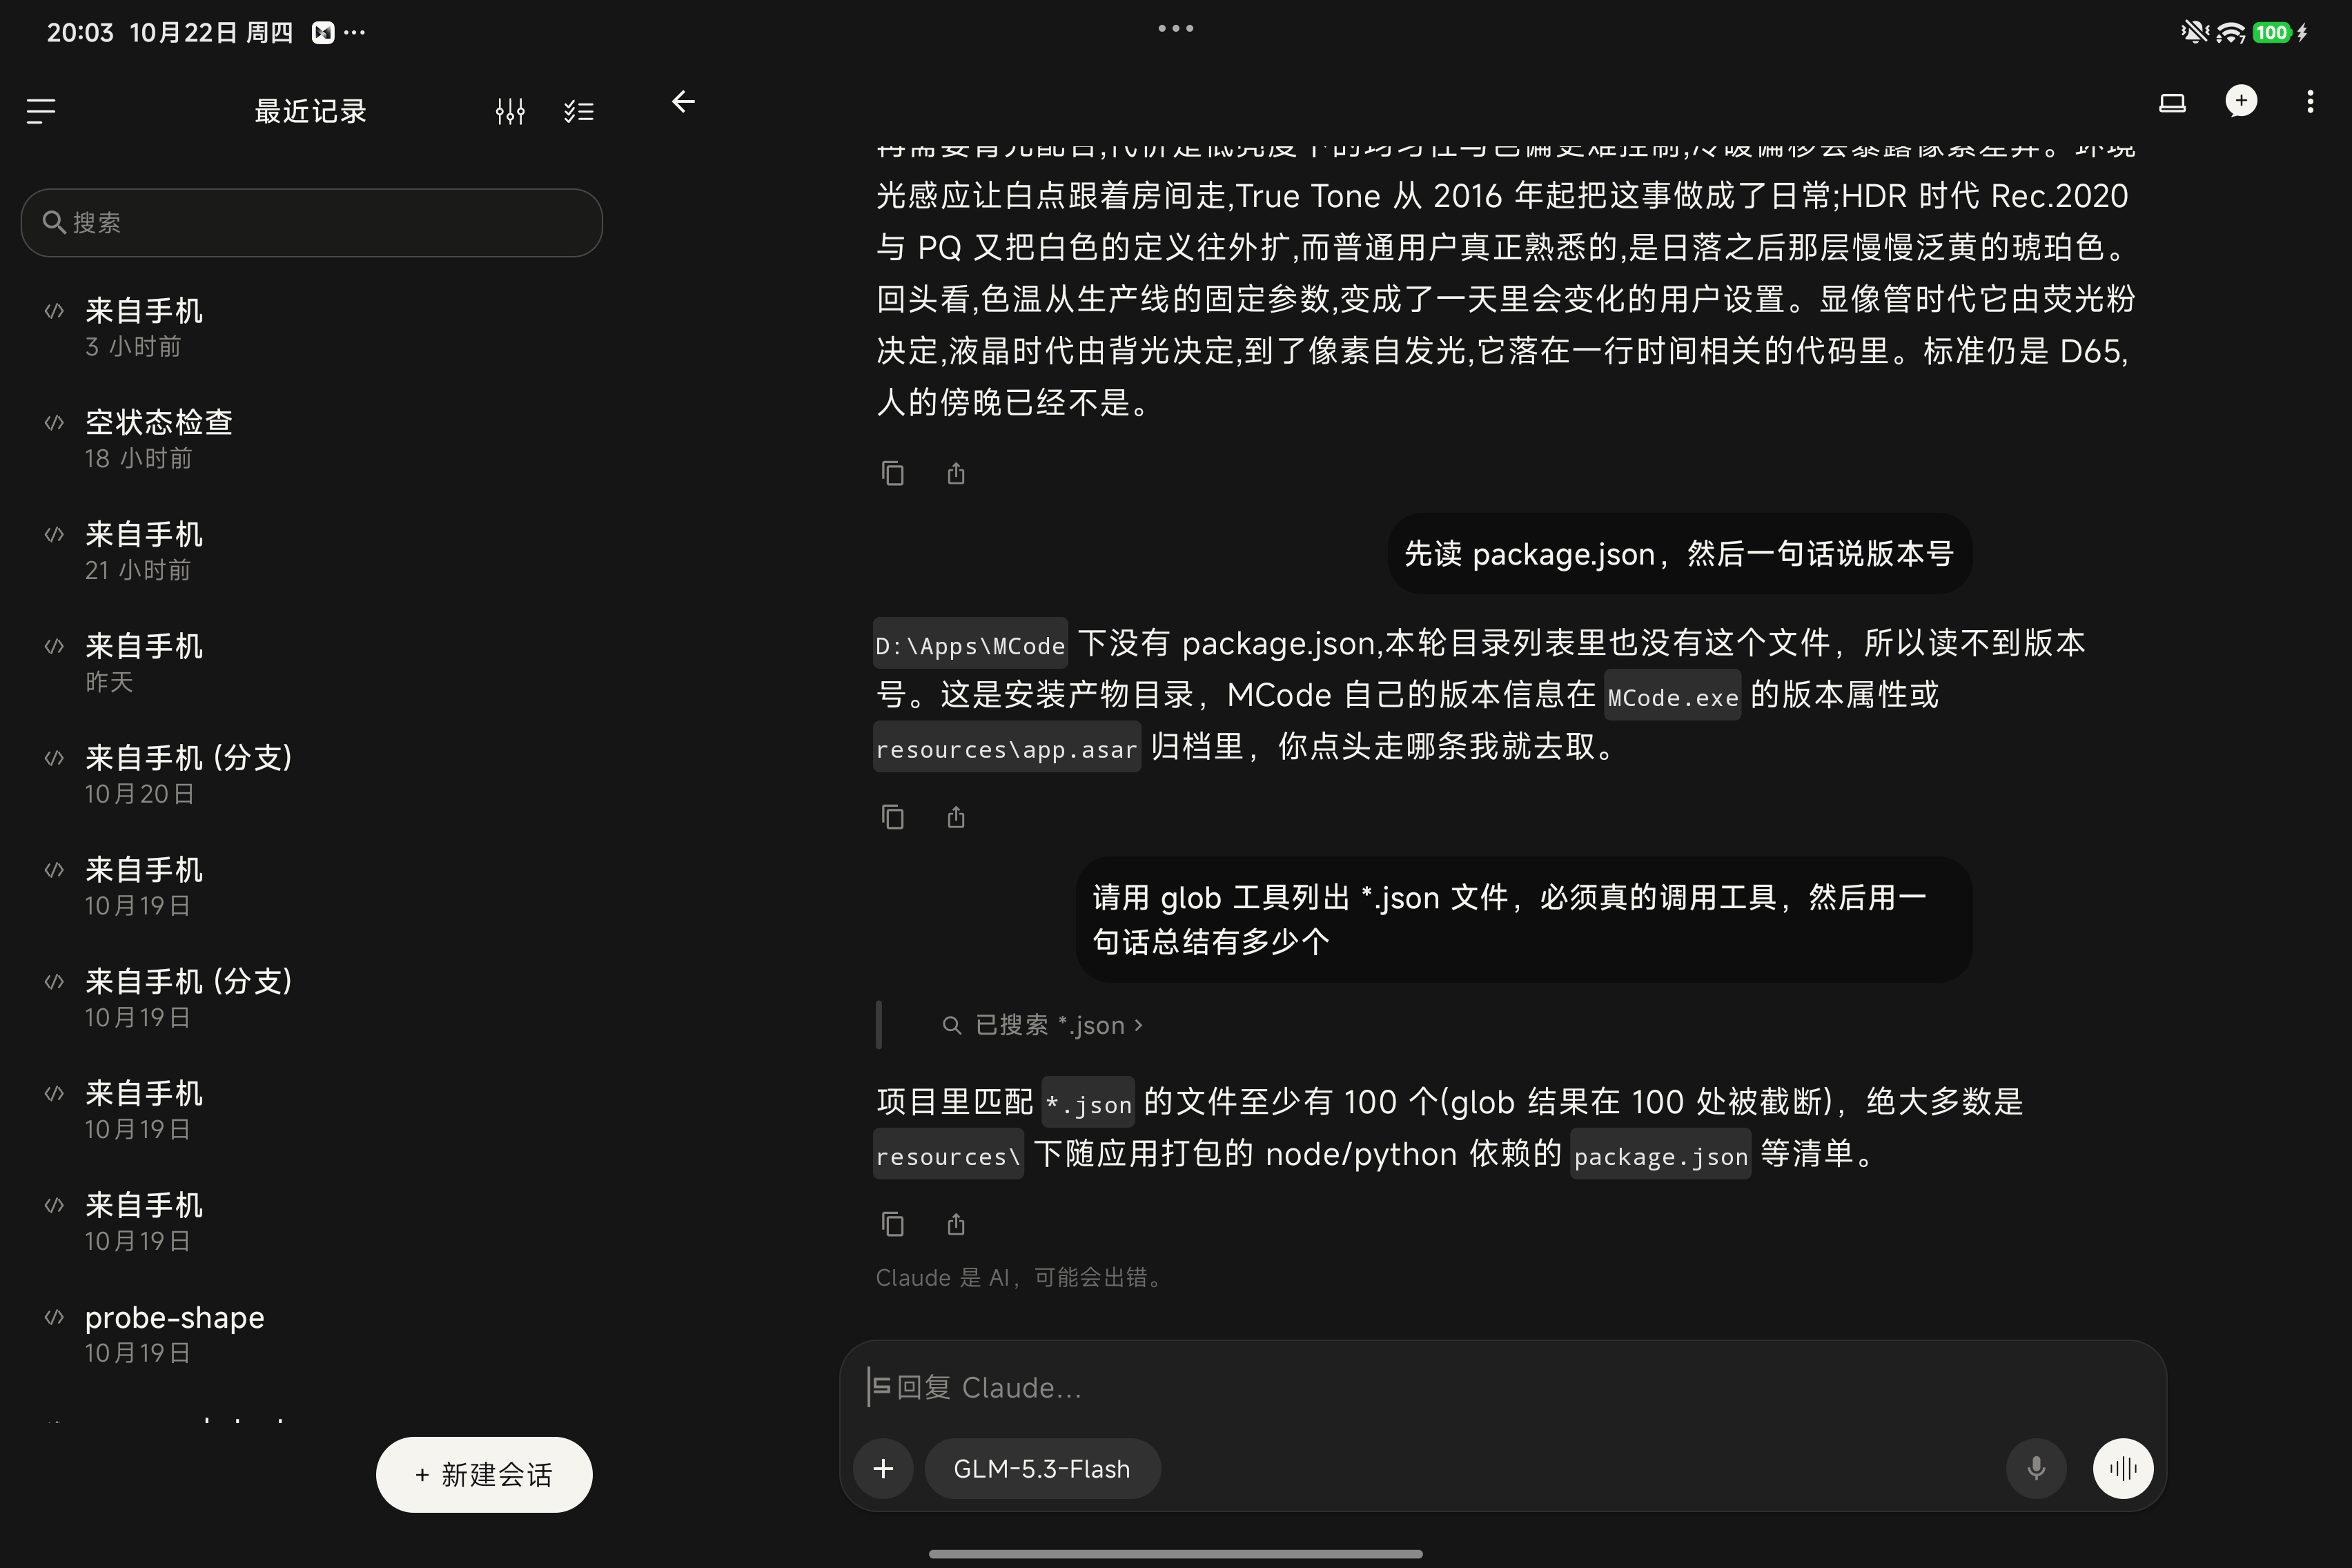 20:03 10月22日 周四
100
最近记录
搜索
来自手机
3 小时前
空状态检查
18 小时前
来自手机
21 小时前
来自手机
昨天
来自手机 (分支)
10月20日
来自手机
10月19日
来自手机 (分支)
10月19日
来自手机
10月19日
来自手机
10月19日
probe-shape
10月19日
+ 新建会话
光感应让白点跟着房间走,True Tone 从 2016 年起把这事做成了日常;HDR 时代 Rec.2020
与 PQ 又把白色的定义往外扩,而普通用户真正熟悉的,是日落之后那层慢慢泛黄的琥珀色。
回头看,色温从生产线的固定参数,变成了一天里会变化的用户设置。显像管时代它由荧光粉
决定,液晶时代由背光决定,到了像素自发光,它落在一行时间相关的代码里。标准仍是 D65,
人的傍晚已经不是。
先读 package.json，然后一句话说版本号
D:\Apps\MCode 下没有 package.json,本轮目录列表里也没有这个文件，所以读不到版本
号。这是安装产物目录，MCode 自己的版本信息在 MCode.exe 的版本属性或
resources\app.asar 归档里，你点头走哪条我就去取。
请用 glob 工具列出 *.json 文件，必须真的调用工具，然后用一
句话总结有多少个
已搜索 *.json
项目里匹配 *.json 的文件至少有 100 个(glob 结果在 100 处被截断)，绝大多数是
resources\ 下随应用打包的 node/python 依赖的 package.json 等清单。
Claude 是 AI，可能会出错。
回复 Claude...
GLM-5.3-Flash